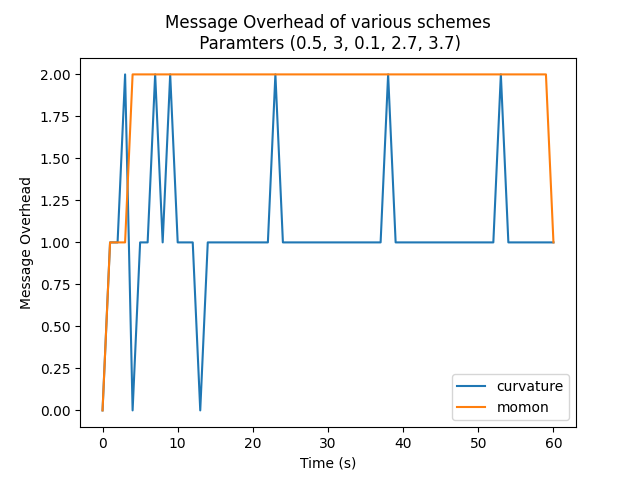 Message Overhead of various schemes
Paramters (0.5, 3, 0.1, 2.7, 3.7)
Message Overhead
2.00
1.75
1.50
1.25
1.00
0.75
0.50
0.25
0.00
0
10
20
30
40
50
60
Time (s)
curvature
momon